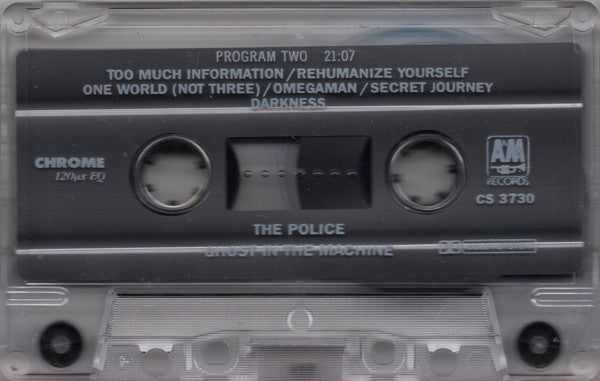 PROGRAM TWO 21:07
TOO MUCH INFORMATION/REHUMANIZE YOURSELF
ONE WORLD (NOT THREE)/OMEGAMAN/SECRET JOURNEY
DARKNESS
CHROME
120µs EQ
A&M
RECORDS
CS 3730
THE POLICE
GHOST IN THE MACHINE